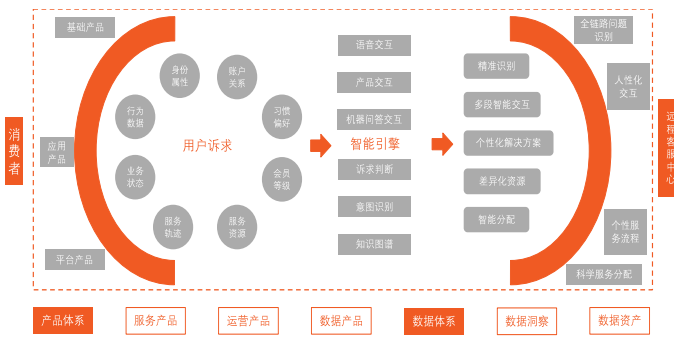 基础产品
全链路问题
识别
身份
属性
账户
关系
语音交互
精准识别
人性化
交互
行为
数据
习惯
偏好
产品交互
多段智能交互
消费者
应用
产品
用户诉求
机器问答交互
智能引擎
个性化解决方案
远程客服中心
业务
状态
会员
等级
诉求判断
差异化资源
服务
轨迹
服务
资源
意图识别
智能分配
个性服
务流程
平台产品
知识图谱
科学服务分配
产品体系
服务产品
运营产品
数据产品
数据体系
数据洞察
数据资产